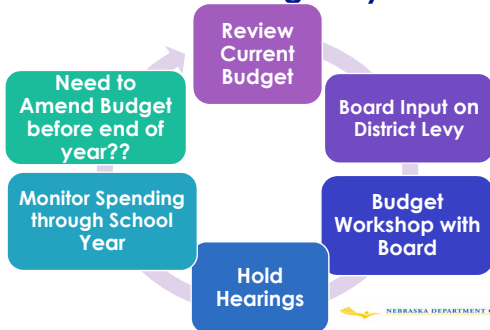 Review
Current
Budget
Board Input on
District Levy
Budget
Workshop with
Board
Hold
Hearings
Monitor Spending
through School
Year
Need to
Amend Budget
before end of
year??
NEBRASKA DEPARTMENT